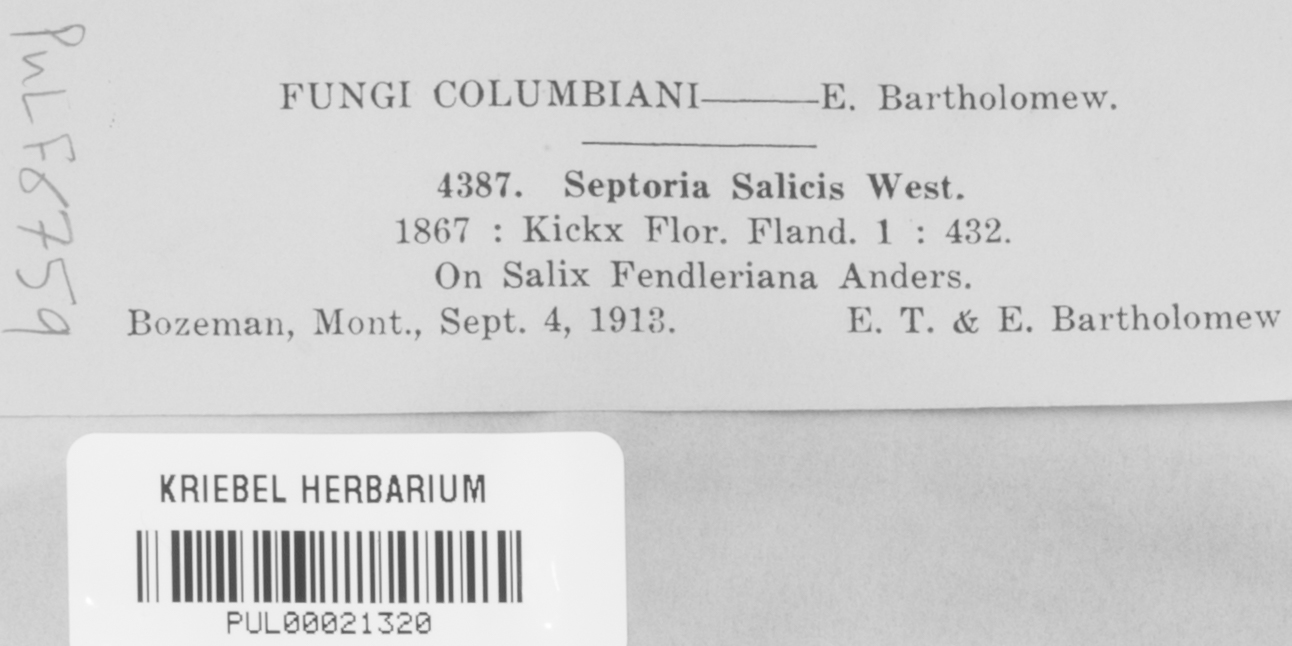 PUL F8759
FUNGI COLUMBIANI——E. Bartholomew.
4387. Septoria Salicis West.
1867 : Kickx Flor. Fland. 1 : 432.
On Salix Fendleriana Anders.
Bozeman, Mont., Sept. 4, 1913. E. T. & E. Bartholomew
KRIEBEL HERBARIUM
PUL00021320